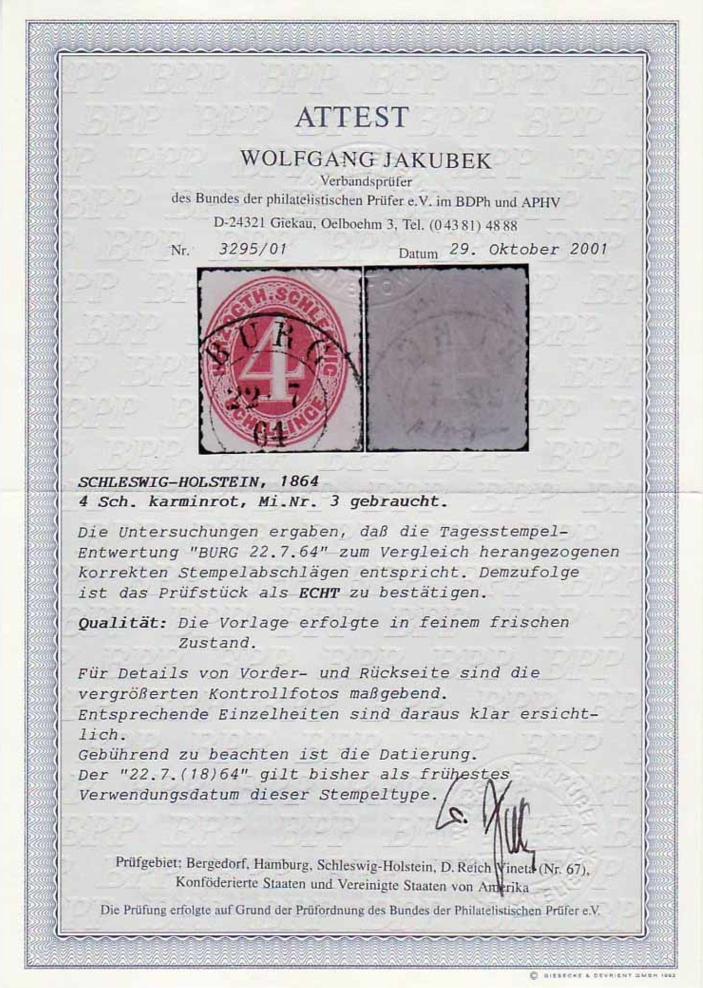 ATTEST
WOLFGANG JAKUBEK
Verbandsprüfer
des Bundes der philatelistischen Prüfer e.V. im BDPh und APHV
D-24321 Giekau, Oelboehm 3, Tel. (0 43 81) 48 88
Nr. 3295/01 Datum 29. Oktober 2001
HERZOGTH. SCHLESWIG
4
SCHILLINGE
BURG
22 7
64
SCHLESWIG-HOLSTEIN, 1864
4 Sch. karminrot, Mi.Nr. 3 gebraucht.
Die Untersuchungen ergaben, daß die Tagesstempel-
Entwertung "BURG 22.7.64" zum Vergleich herangezogenen
korrekten Stempelabschlägen entspricht. Demzufolge
ist das Prüfstück als ECHT zu bestätigen.
Qualität: Die Vorlage erfolgte in feinem frischen
Zustand.
Für Details von Vorder- und Rückseite sind die
vergrößerten Kontrollfotos maßgebend.
Entsprechende Einzelheiten sind daraus klar ersicht-
lich.
Gebührend zu beachten ist die Datierung.
Der "22.7.(18)64" gilt bisher als frühestes
Verwendungsdatum dieser Stempeltype.
Prüfgebiet: Bergedorf, Hamburg, Schleswig-Holstein, D. Reich Vineta (Nr. 67),
Konföderierte Staaten und Vereinigte Staaten von Amerika
Die Prüfung erfolgte auf Grund der Prüfordnung des Bundes der Philatelistischen Prüfer e.V.
© GIESECKE & DEVRIENT GMBH 1992